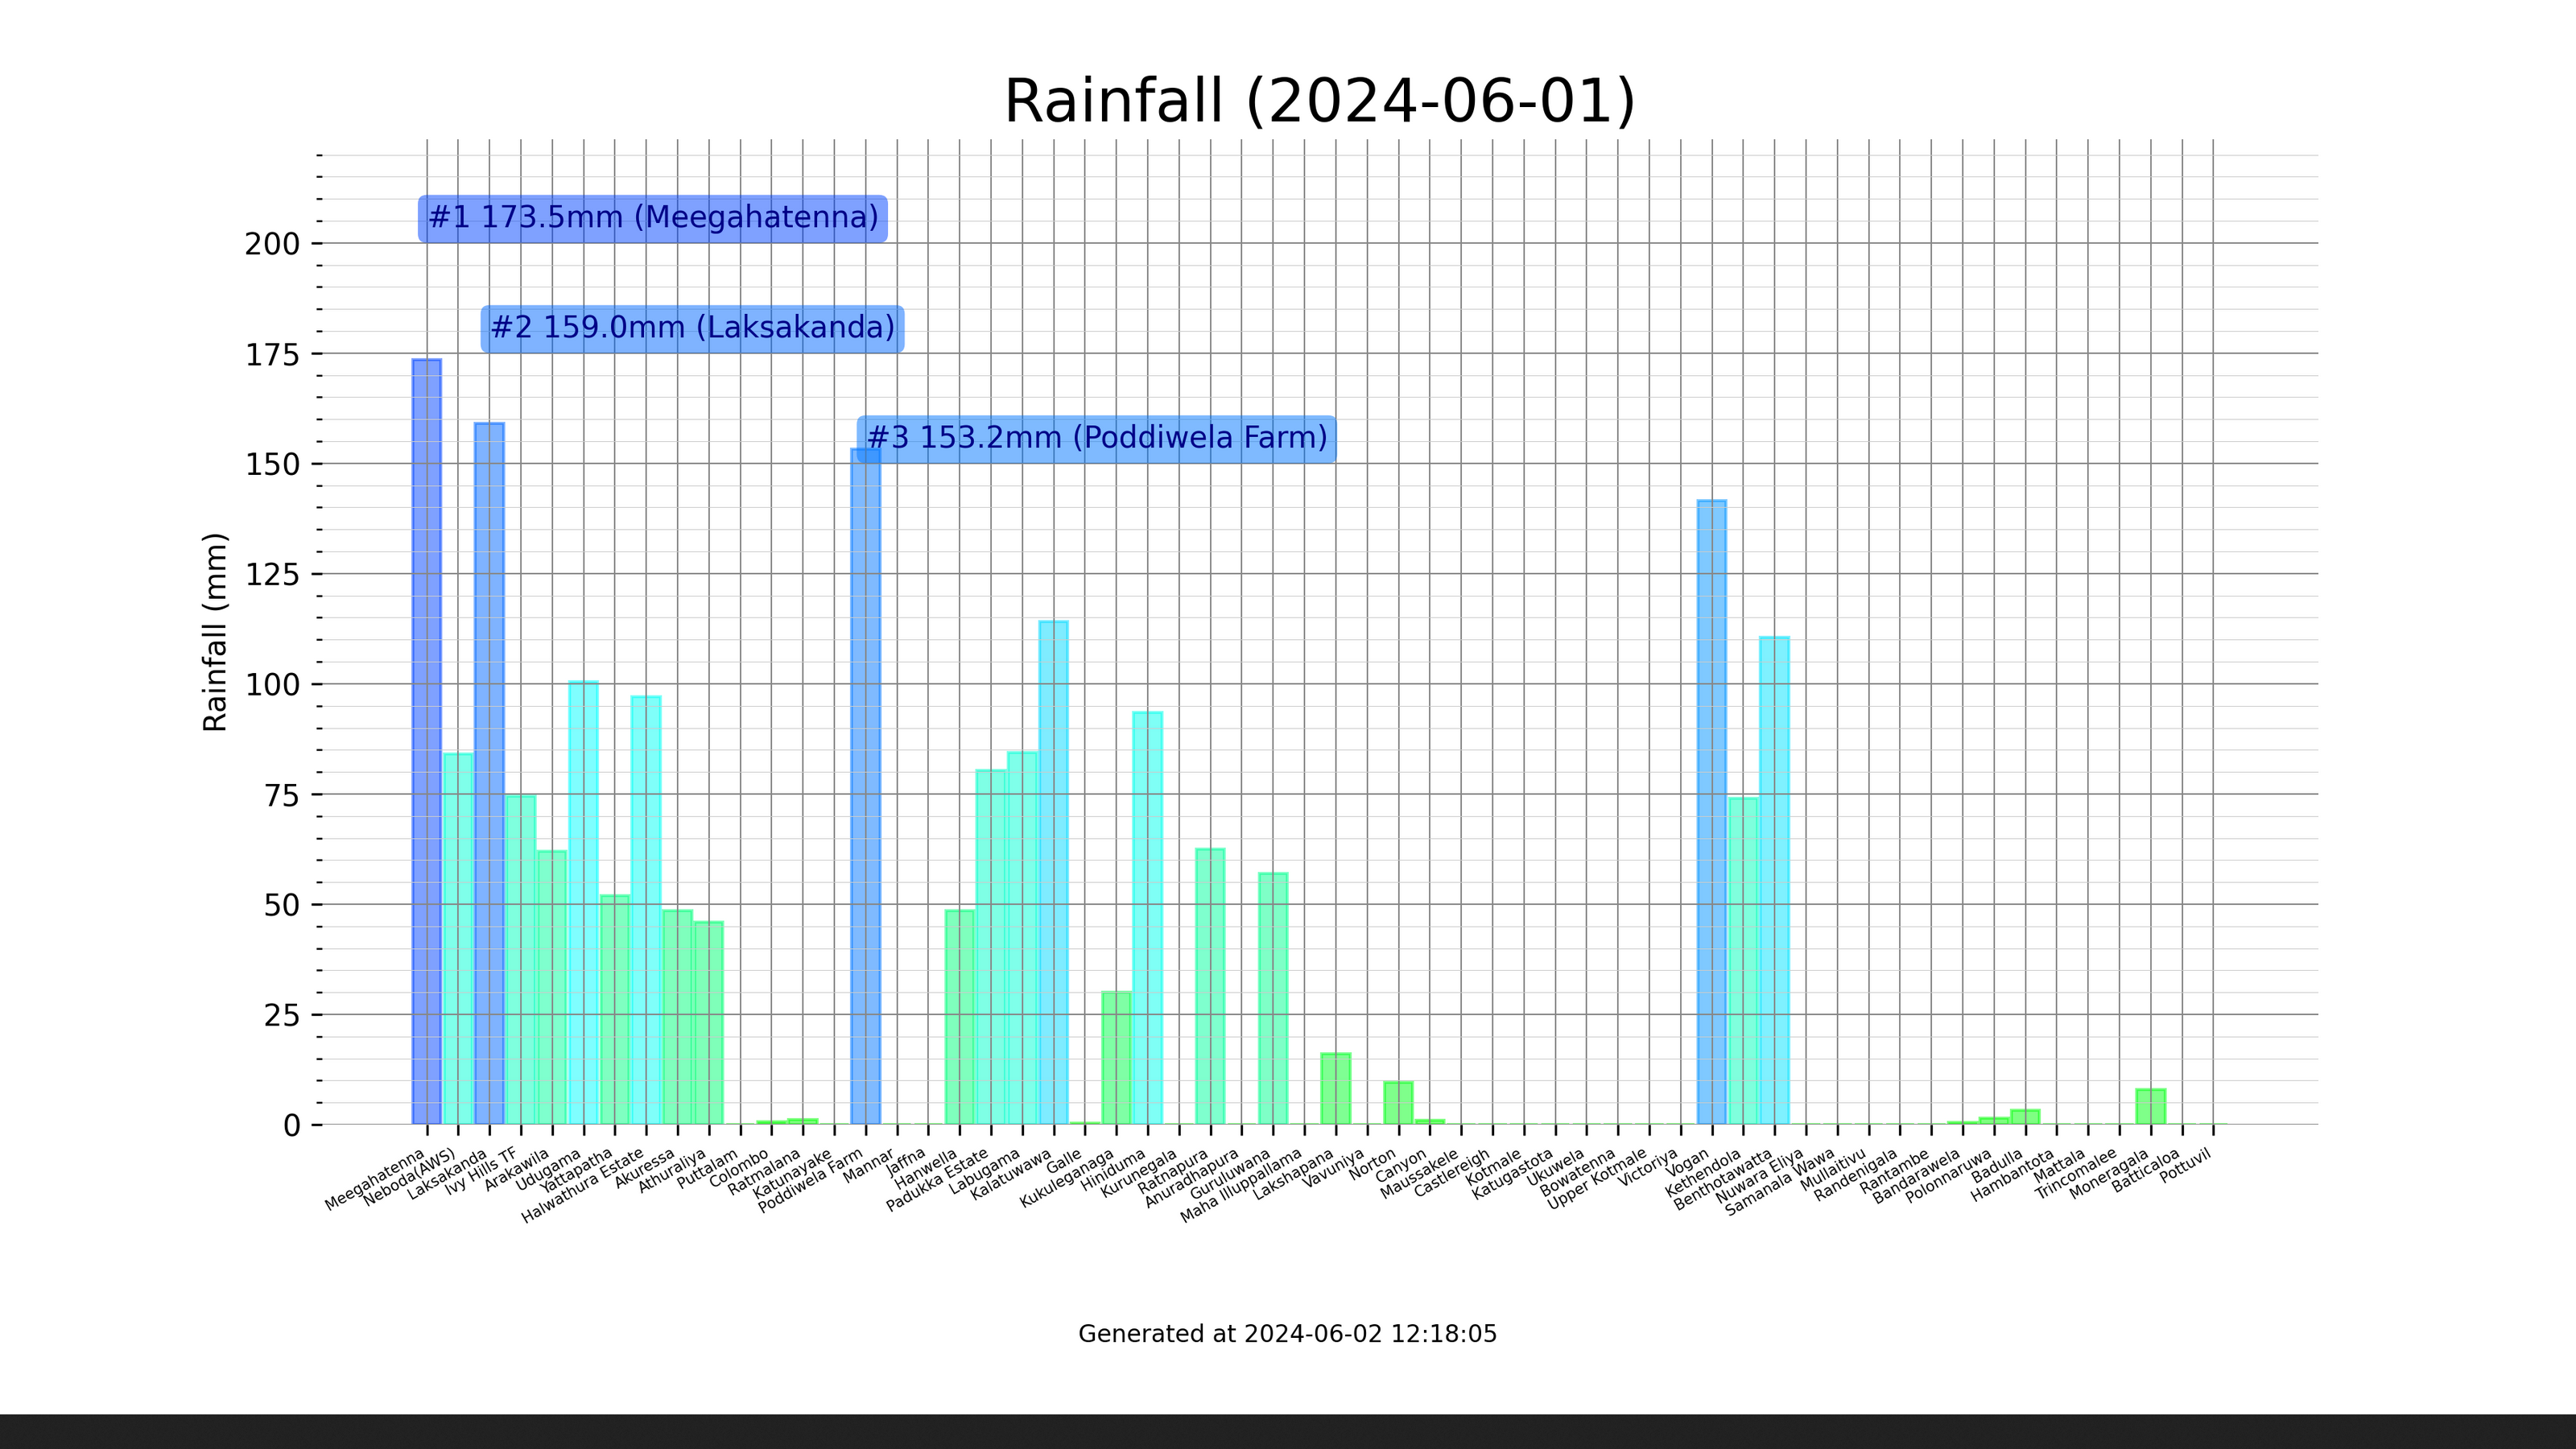 Rainfall (2024-06-01)
#1 173.5mm (Meegahatenna)
200
#2 159.0mm (Laksakanda)
175
#3 153.2mm (Poddiwela Farm)
150
125
Rainfall (mm)
100
75
50
25
0
Meegahatenna
Neboda(AWS)
Laksakanda
Ivy Hills TF
Arakawila
Udugama
Yattapatha
Halwathura Estate
Akuressa
Athuraliya
Puttalam
Colombo
Ratmalana
Katunayake
Poddiwela Farm
Mannar
Jaffna
Hanwella
Padukka Estate
Labugama
Kalatuwawa
Galle
Kukuleganaga
Hiniduma
Kurunegala
Ratnapura
Anuradhapura
Guruluwana
Maha Illuppallama
Lakshapana
Vavuniya
Norton
Canyon
Maussakele
Castlereigh
Kotmale
Katugastota
Ukuwela
Bowatenna
Upper Kotmale
Victoriya
Vogan
Kethendola
Benthotawatta
Nuwara Eliya
Samanala Wawa
Mullaitivu
Randenigala
Rantambe
Bandarawela
Polonnaruwa
Badulla
Hambantota
Mattala
Trincomalee
Moneragala
Batticaloa
Pottuvil
Generated at 2024-06-02 12:18:05